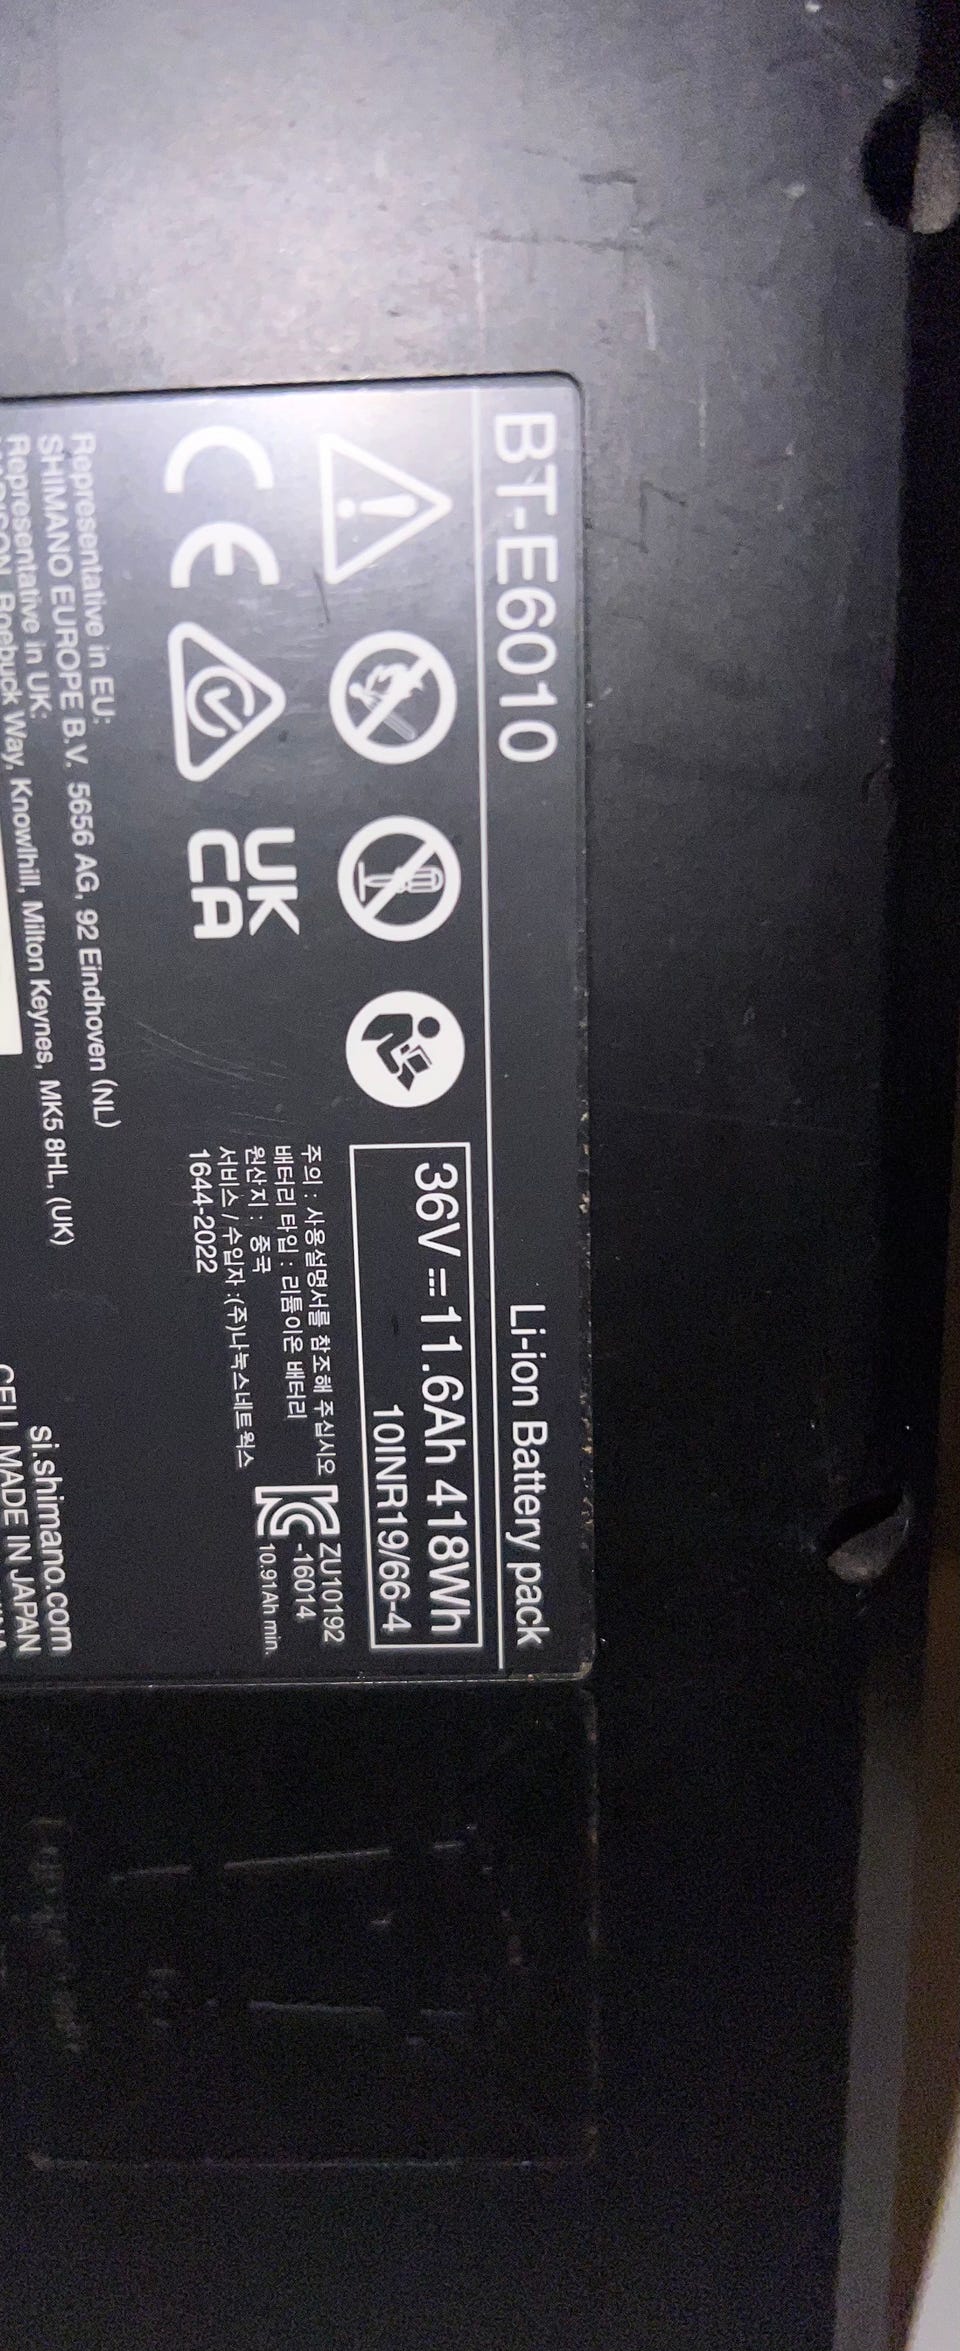 BT-E6010
Li-ion Battery pack
36V ⎓ 11.6Ah 418Wh
10INR19/66-4
CE
UK
CA
주의 : 사용설명서를 참조해 주십시오
배터리 타입 : 리튬이온 배터리
원산지 : 중국
서비스 / 수입자 :(주)나눅스네트웍스
1644-2022
ZU10192
-16014
10.91Ah min.
Representative in EU:
SHIMANO EUROPE B.V. 5656 AG, 92 Eindhoven (NL)
Representative in UK:
Roebuck Way, Knowlhill, Milton Keynes, MK5 8HL, (UK)
si.shimano.com
CELL MADE IN JAPAN